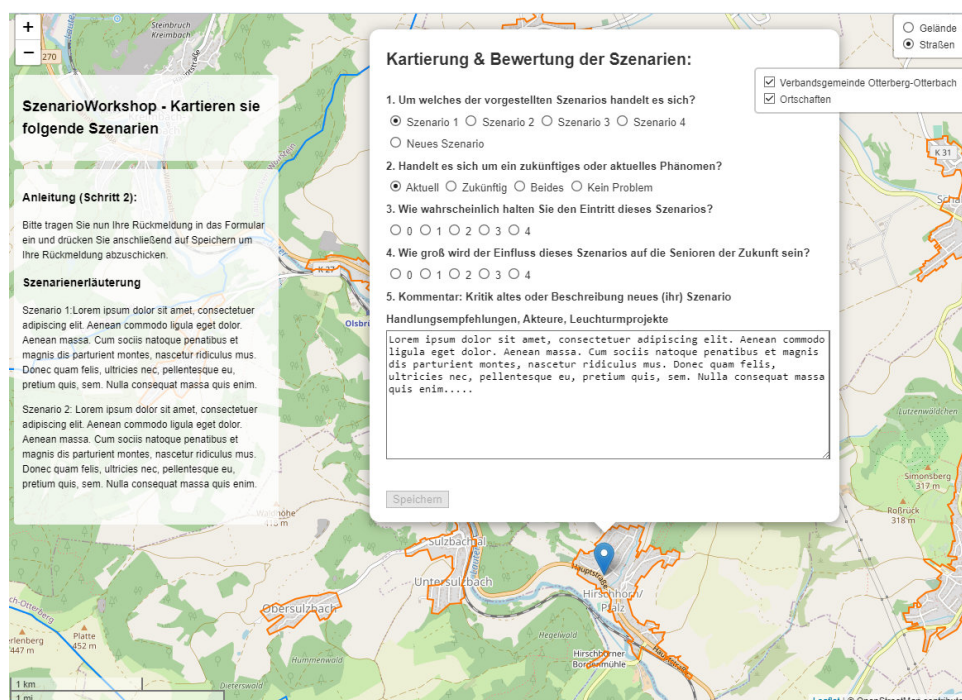 +
−
270
Steinbruch
Kreimbach
Gelände
Straßen
Verbandsgemeinde Otterberg-Otterbach
Ortschaften
SzenarioWorkshop - Kartieren sie
folgende Szenarien
Anleitung (Schritt 2):
Bitte tragen Sie nun Ihre Rückmeldung in das Formular
ein und drücken Sie anschließend auf Speichern um
Ihre Rückmeldung abzuschicken.
Szenarienerläuterung
Szenario 1:Lorem ipsum dolor sit amet, consectetuer
adipiscing elit. Aenean commodo ligula eget dolor.
Aenean massa. Cum sociis natoque penatibus et
magnis dis parturient montes, nascetur ridiculus mus.
Donec quam felis, ultricies nec, pellentesque eu,
pretium quis, sem. Nulla consequat massa quis enim.
Szenario 2: Lorem ipsum dolor sit amet, consectetuer
adipiscing elit. Aenean commodo ligula eget dolor.
Aenean massa. Cum sociis natoque penatibus et
magnis dis parturient montes, nascetur ridiculus mus.
Donec quam felis, ultricies nec, pellentesque eu,
pretium quis, sem. Nulla consequat massa quis enim.
Kartierung & Bewertung der Szenarien:
1. Um welches der vorgestellten Szenarios handelt es sich?
Szenario 1 Szenario 2 Szenario 3 Szenario 4
Neues Szenario
2. Handelt es sich um ein zukünftiges oder aktuelles Phänomen?
Aktuell Zukünftig Beides Kein Problem
3. Wie wahrscheinlich halten Sie den Eintritt dieses Szenarios?
0 1 2 3 4
4. Wie groß wird der Einfluss dieses Szenarios auf die Senioren der Zukunft sein?
0 1 2 3 4
5. Kommentar: Kritik altes oder Beschreibung neues (ihr) Szenario
Handlungsempfehlungen, Akteure, Leuchturmprojekte
Lorem ipsum dolor sit amet, consectetuer adipiscing elit. Aenean commodo
ligula eget dolor. Aenean massa. Cum sociis natoque penatibus et magnis
dis parturient montes, nascetur ridiculus mus. Donec quam felis,
ultricies nec, pellentesque eu, pretium quis, sem. Nulla consequat massa
quis enim.....
Speichern
K 31
K 27
Lutzenwäldchen
Simonsberg
317 m
Roßrück
318 m
Sulzbachtal
Untersulzbach
Obersulzbach
Hauptstraße
Hirschhorn/
Pfalz
Hegelwald
Hirschhorner
Bordenmühle
Hauptstraße
Platte
452 m
447 m
Hummenwald
Dieterswald
1 km
1 mi